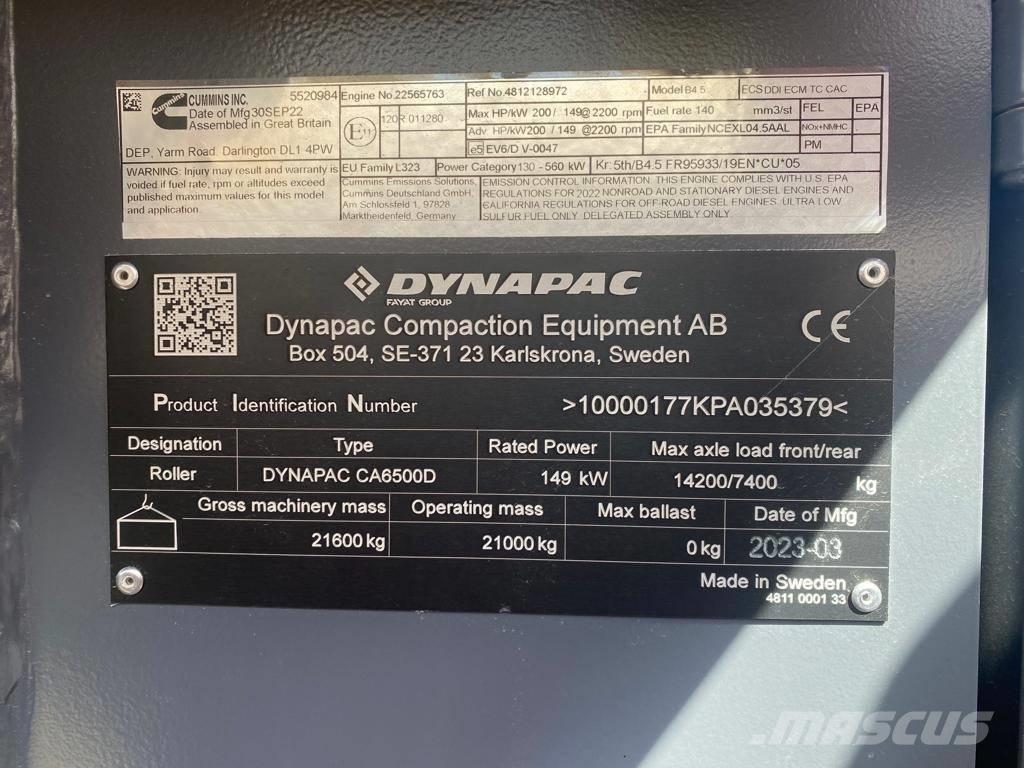 CUMMINS INC. 5520984
Date of Mfg 30SEP22
Assembled in Great Britain
DEP, Yarm Road, Darlington DL1 4PW
WARNING: Injury may result and warranty is
voided if fuel rate, rpm or altitudes exceed
published maximum values for this model
and application.
Engine No.22565763
E11
120R 011280
EU Family L323
Power Category 130 - 560 kW
Kr: 5th/B4.5 FR95933/19EN*CU*05
Ref No.4812128972
Model B4.5
ECS DDI ECM TC CAC
Max HP/kW 200 / 149@ 2200 rpm
Fuel rate 140 mm3/st
FEL
EPA
Adv HP/kW 200 / 149 @2200 RPM
EPA Family NCEXL04.5AAL
NOx+NMHC
e5 EV6/D V-0047
PM
Cummins Emissions Solutions,
Cummins Deutschland GmbH,
Am Schlossfeld 1, 97828
Marktheidenfeld, Germany
EMISSION CONTROL INFORMATION THIS ENGINE COMPLIES WITH U.S. EPA
REGULATIONS FOR 2022 NONROAD AND STATIONARY DIESEL ENGINES AND
CALIFORNIA REGULATIONS FOR OFF-ROAD DIESEL ENGINES. ULTRA LOW
SULFUR FUEL ONLY. DELEGATED ASSEMBLY ONLY
DYNAPAC
FAYAT GROUP
Dynapac Compaction Equipment AB
Box 504, SE-371 23 Karlskrona, Sweden
CE
Product Identification Number >10000177KPA035379<
Designation Type Rated Power Max axle load front/rear
Roller DYNAPAC CA6500D 149 kW 14200/7400 kg
Gross machinery mass Operating mass Max ballast Date of Mfg
21600 kg 21000 kg 0 kg 2023-03
Made in Sweden
4811 0001 33
MASCUS